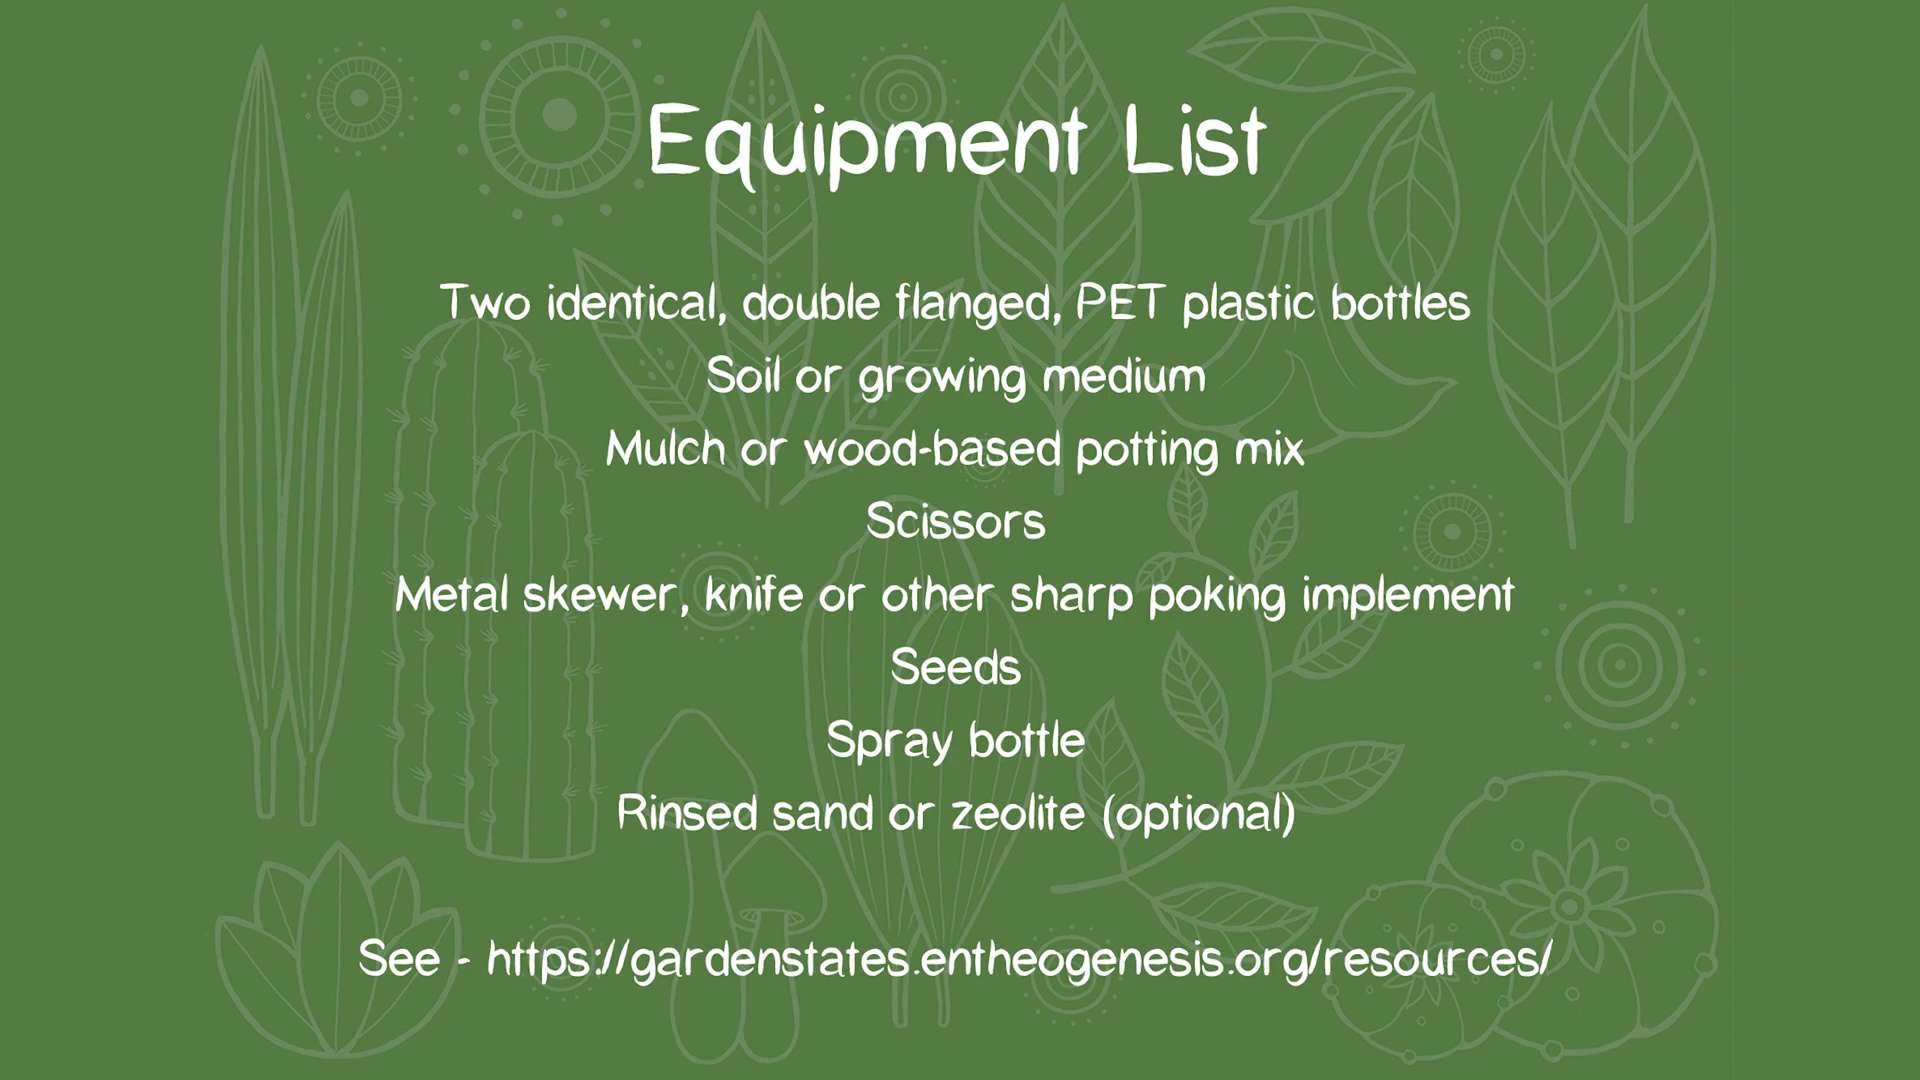 Equipment List
Two identical, double flanged, PET plastic bottles
Soil or growing medium
Mulch or wood-based potting mix
Scissors
Metal skewer, knife or other sharp poking implement
Seeds
Spray bottle
Rinsed sand or zeolite (optional)
See - https://gardenstates.entheogenesis.org/resources/